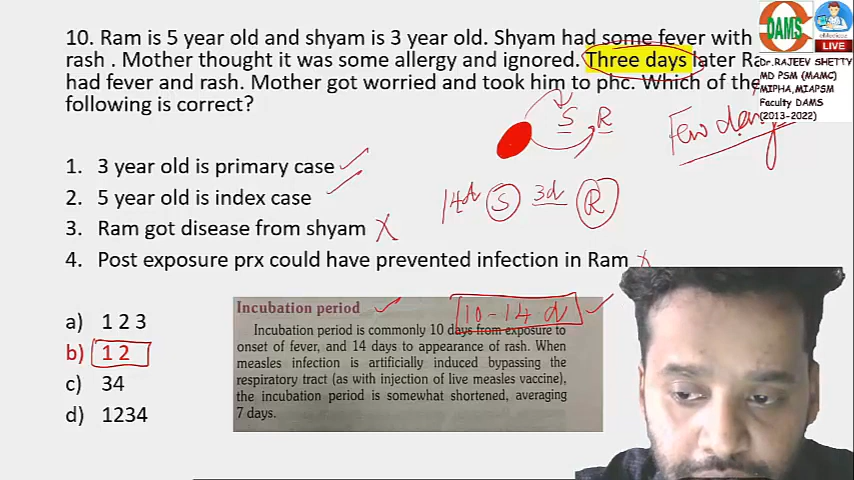 10. Ram is 5 year old and shyam is 3 year old. Shyam had some fever with
rash . Mother thought it was some allergy and ignored. Three days later Ra
had fever and rash. Mother got worried and took him to phc. Which of the
following is correct?
1. 3 year old is primary case
2. 5 year old is index case
3. Ram got disease from shyam X
4. Post exposure prx could have prevented infection in Ram x
a) 1 2 3
b) 1 2
c) 34
d) 1234
S R
Few days
14d S 3d R
10-14 d
Incubation period
Incubation period is commonly 10 days from exposure to
onset of fever, and 14 days to appearance of rash. When
measles infection is artificially induced bypassing the
respiratory tract (as with injection of live measles vaccine),
the incubation period is somewhat shortened, averaging
7 days.
DAMS
eMedicoz
LIVE
Dr.RAJEEV SHETTY
MD PSM (MAMC)
MIPHA,MIAPSM
Faculty DAMS
(2013-2022)